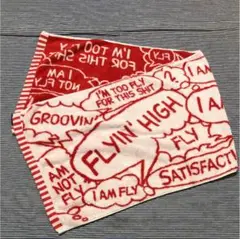 I'M TOO
FOR THIS SH
FLY
I AM
NOT FLY
I'M TOO FLY
FOR THIS SHIT
GROOVIN'
FLYIN' HIGH
I A
FLY
I
AM
NOT
FLY
I AM FLY
SATISFACT
I AM